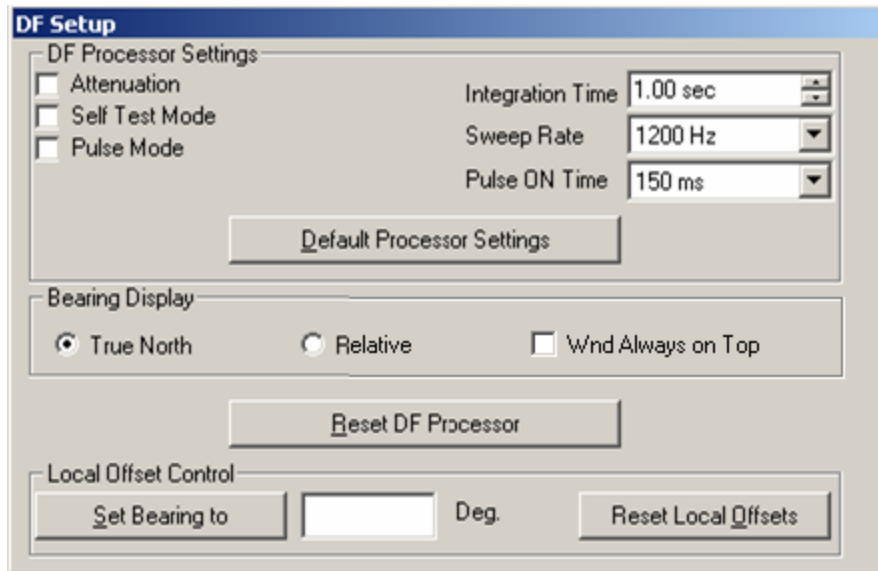 DF Setup
DF Processor Settings
Attenuation
Self Test Mode
Pulse Mode
Integration Time 1.00 sec
Sweep Rate 1200 Hz
Pulse ON Time 150 ms
Default Processor Settings
Bearing Display
True North Relative Wnd Always on Top
Reset DF Processor
Local Offset Control
Set Bearing to Deg. Reset Local Offsets